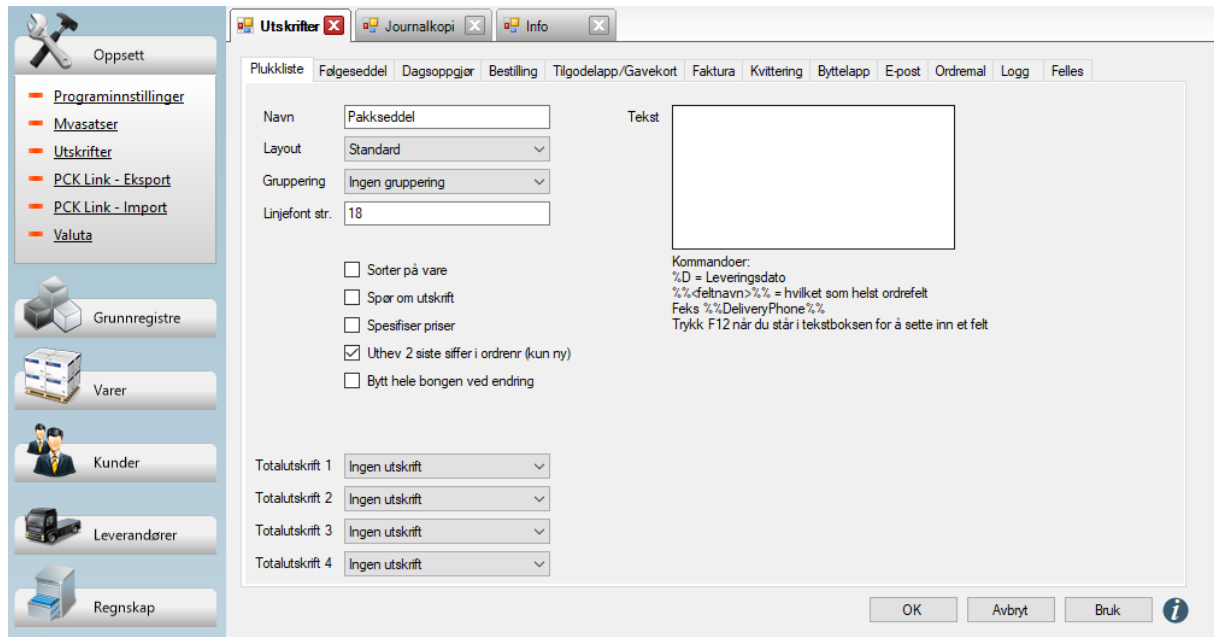 Utskrifter
Journalkopi
Info
Oppsett
Programinnstillinger
Mvasatser
Utskrifter
PCK Link - Eksport
PCK Link - Import
Valuta
Grunnregistre
Varer
Kunder
Leverandører
Regnskap
Plukkliste Følgeseddel Dagsoppgjør Bestilling Tilgodelapp/Gavekort Faktura Kvittering Byttelapp E-post Ordremal Logg Felles
Navn Pakkseddel
Layout Standard
Gruppering Ingen gruppering
Linjefont str. 18
Sorter på vare
Spør om utskrift
Spesifiser priser
Uthev 2 siste siffer i ordrenr (kun ny)
Bytt hele bongen ved endring
Totalutskrift 1 Ingen utskrift
Totalutskrift 2 Ingen utskrift
Totalutskrift 3 Ingen utskrift
Totalutskrift 4 Ingen utskrift
Tekst
Kommandoer:
%D = Leveringsdato
%%<feltnavn>%% = hvilket som helst ordrefelt
Feks %%DeliveryPhone%%
Trykk F12 når du står i tekstboksen for å sette inn et felt
OK Avbryt Bruk
i